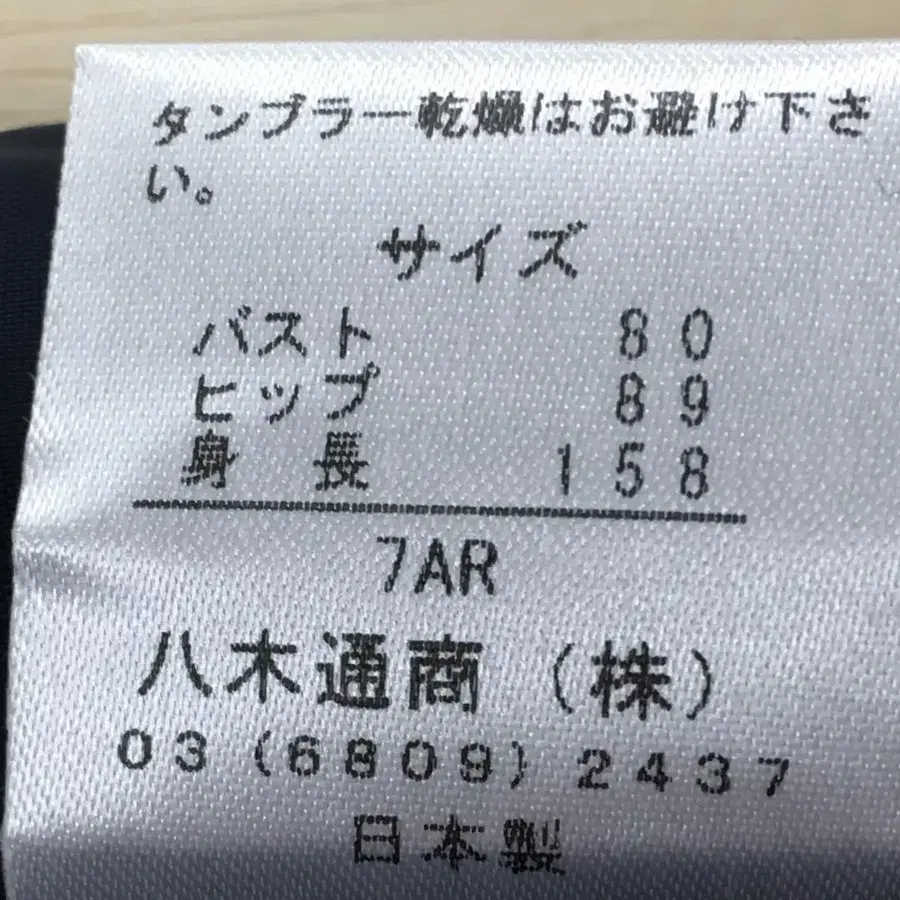 タンブラー乾燥はお避け下さ
い。
サイズ
バスト 80
ヒップ 89
身長 158
7AR
八木通商(株)
03(6809)2437
日本製